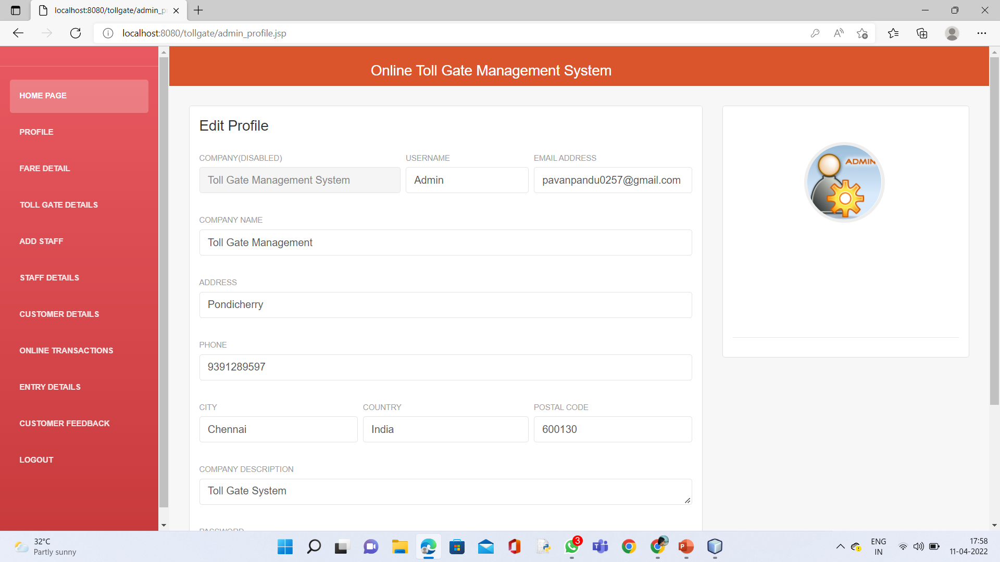 localhost:8080/tollgate/admin_p
localhost:8080/tollgate/admin_profile.jsp
Online Toll Gate Management System
HOME PAGE
PROFILE
FARE DETAIL
TOLL GATE DETAILS
ADD STAFF
STAFF DETAILS
CUSTOMER DETAILS
ONLINE TRANSACTIONS
ENTRY DETAILS
CUSTOMER FEEDBACK
LOGOUT
Edit Profile
COMPANY(DISABLED) USERNAME EMAIL ADDRESS
Toll Gate Management System Admin pavanpandu0257@gmail.com
COMPANY NAME
Toll Gate Management
ADDRESS
Pondicherry
PHONE
9391289597
CITY COUNTRY POSTAL CODE
Chennai India 600130
COMPANY DESCRIPTION
Toll Gate System
PASSWORD
ADMIN
32°C
Partly sunny
3
ENG
IN
17:58
11-04-2022